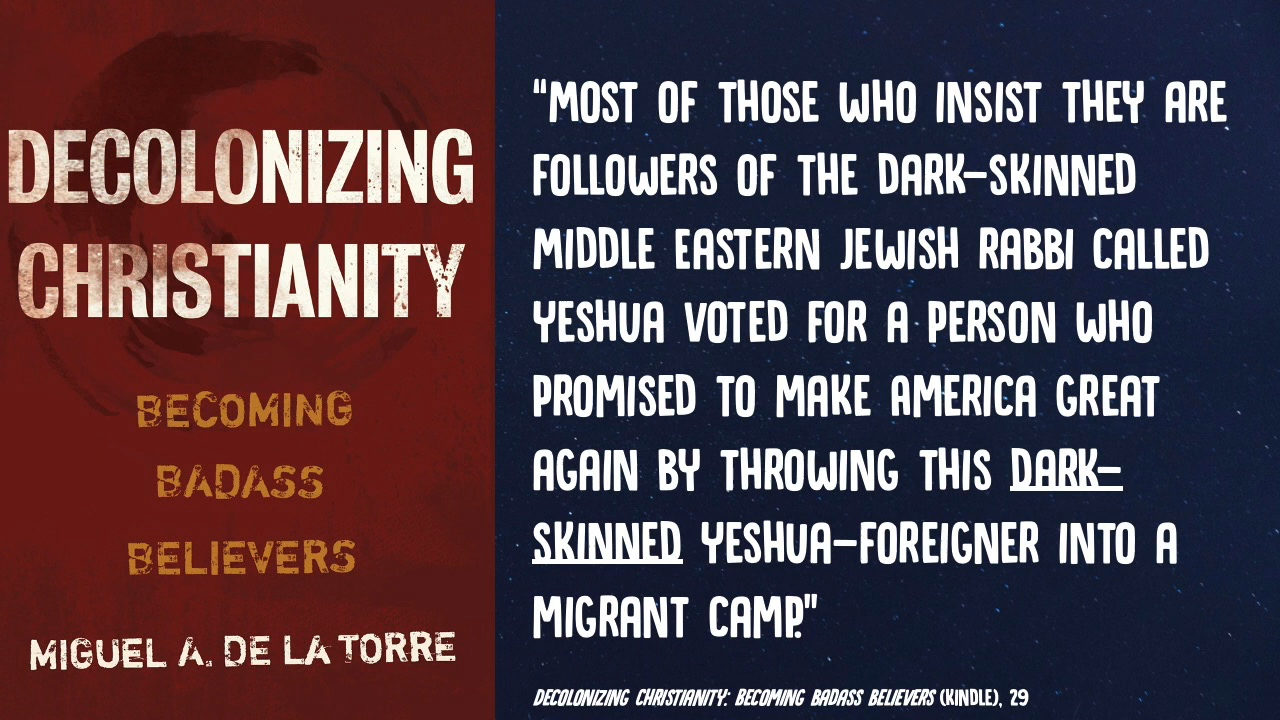 DECOLONIZING
CHRISTIANITY
BECOMING
BADASS
BELIEVERS
MIGUEL A. DE LA TORRE
"MOST OF THOSE WHO INSIST THEY ARE
FOLLOWERS OF THE DARK-SKINNED
MIDDLE EASTERN JEWISH RABBI CALLED
YESHUA VOTED FOR A PERSON WHO
PROMISED TO MAKE AMERICA GREAT
AGAIN BY THROWING THIS DARK-
SKINNED YESHUA-FOREIGNER INTO A
MIGRANT CAMP."
DECOLONIZING CHRISTIANITY: BECOMING BADASS BELIEVERS (KINDLE), 29